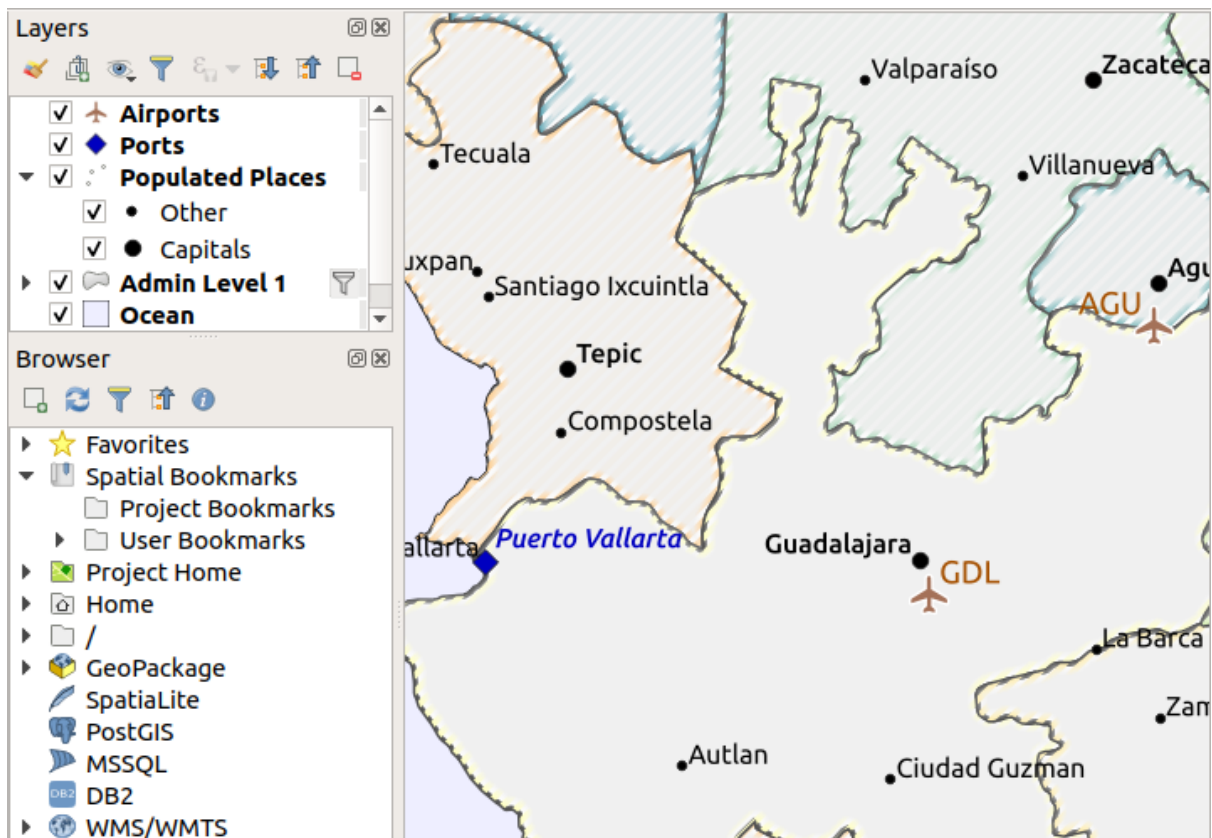 Layers
Airports
Ports
Populated Places
Other
Capitals
Admin Level 1
Ocean
Browser
Favorites
Spatial Bookmarks
Project Bookmarks
User Bookmarks
Project Home
Home
/
GeoPackage
SpatiaLite
PostGIS
MSSQL
DB2
DB2
WMS/WMTS
Valparaíso
Zacateca
Tecuala
Villanueva
uxpan
Santiago Ixcuintla
Agu
AGU
Tepic
Compostela
allarta
Puerto Vallarta
Guadalajara
GDL
La Barca
Zam
Autlan
Ciudad Guzman